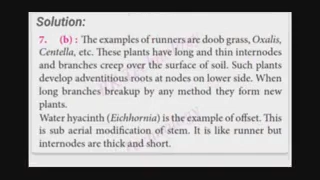 Solution:
7. (b) : The examples of runners are doob grass, Oxalis,
Centella, etc. These plants have long and thin internodes
and branches creep over the surface of soil. Such plants
develop adventitious roots at nodes on lower side. When
long branches breakup by any method they form new
plants.
Water hyacinth (Eichhornia) is the example of offset. This
is sub aerial modification of stem. It is like runner but
internodes are thick and short.